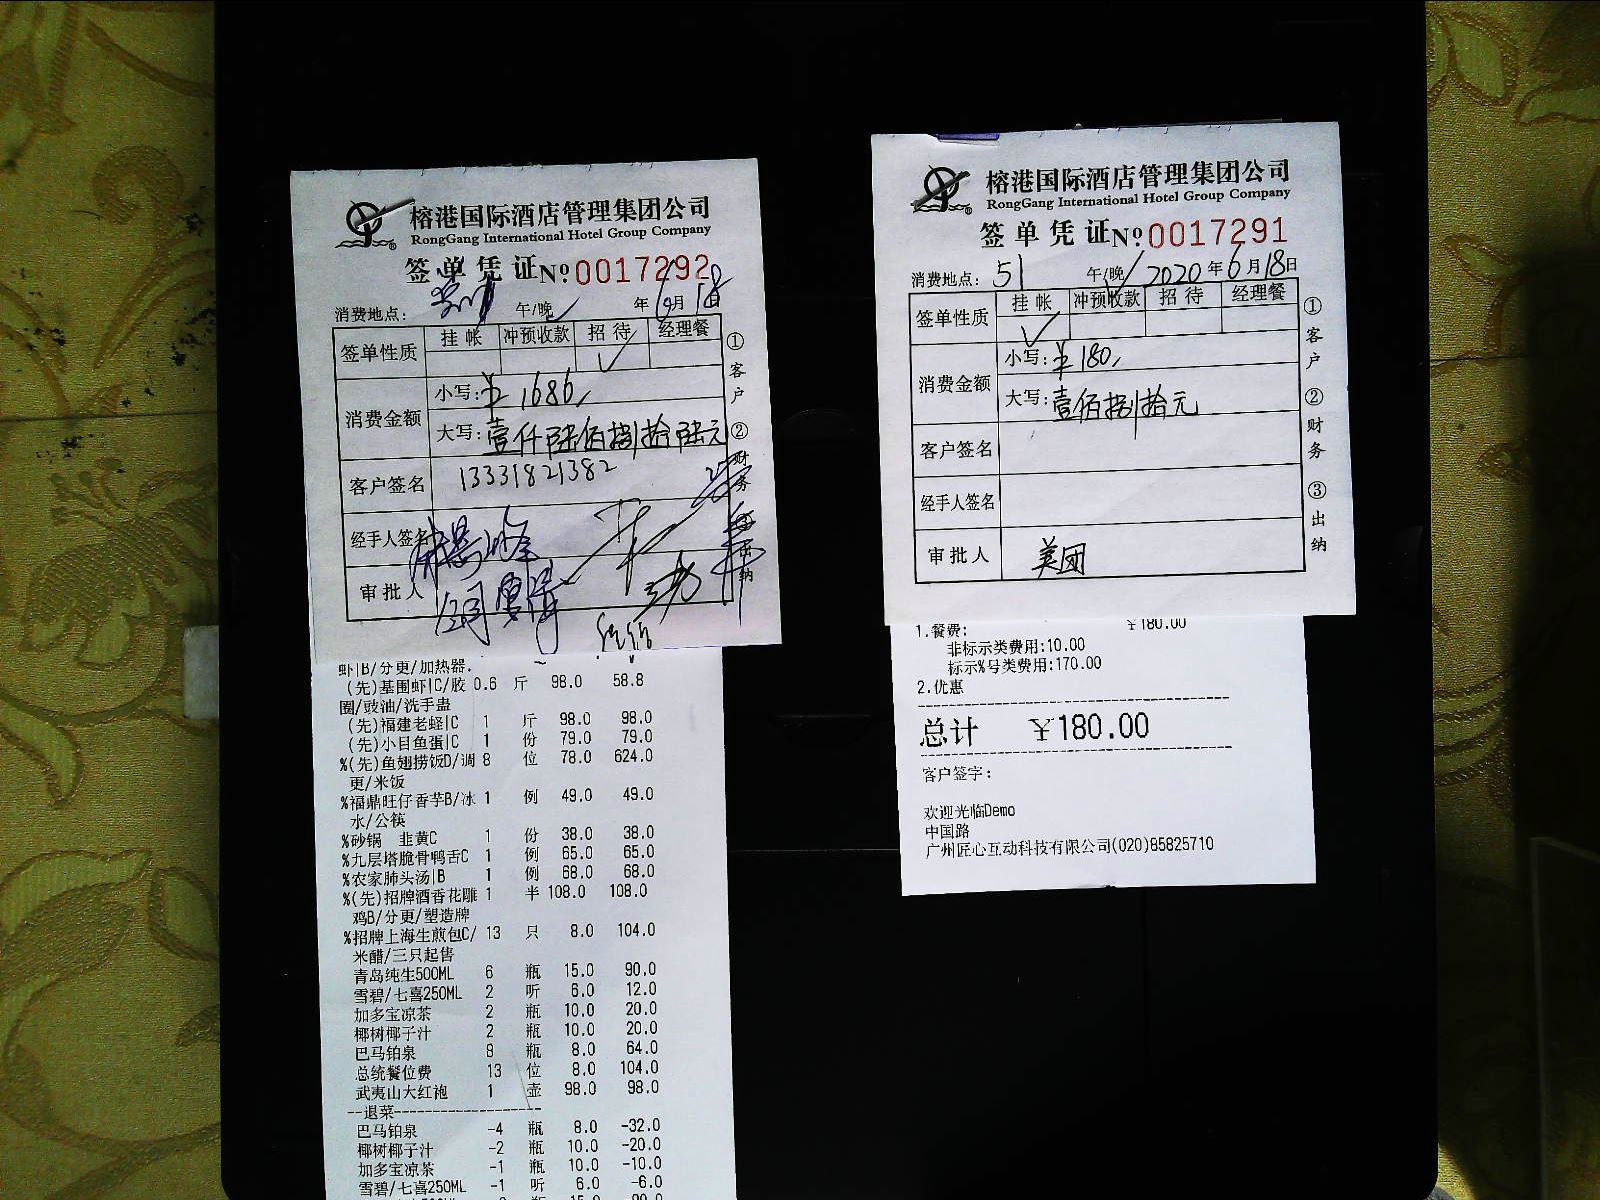 榕港国际酒店管理集团公司
RongGang International Hotel Group Company
签单凭证 №0017292
消费地点: 午/晚 年6月18
签单性质 挂帐 冲预收款 招待 经理餐
消费金额 小写:¥1686
大写:壹仟陆佰捌拾陆元
客户签名 13331821382
经手人签名
审批人
①客户 ②财务 ③出纳
虾|B/分更/加热器.
(先)基围虾|C/胶 0.6 斤 98.0 58.8
圈/豉油/洗手盅
(先)福建老蛏|C 1 斤 98.0 98.0
(先)小目鱼蛋|C 1 份 79.0 79.0
%(先)鱼翅捞饭D/调 8 位 78.0 624.0
更/米饭
%福鼎旺仔香芋B/冰 1 例 49.0 49.0
水/公筷
%砂锅 韭黄C 1 份 38.0 38.0
%九层塔脆骨鸭舌C 1 例 65.0 65.0
%农家肺头汤|B 1 例 68.0 68.0
%(先)招牌酒香花雕 1 半 108.0 108.0
鸡B/分更/塑造牌
%招牌上海生煎包C/ 13 只 8.0 104.0
米醋/三只起售
青岛纯生500ML 6 瓶 15.0 90.0
雪碧/七喜250ML 2 听 6.0 12.0
加多宝凉茶 2 瓶 10.0 20.0
椰树椰子汁 2 瓶 10.0 20.0
巴马铂泉 8 瓶 8.0 64.0
总统餐位费 13 位 8.0 104.0
武夷山大红袍 1 壶 98.0 98.0
--退菜--------------------
巴马铂泉 -4 瓶 8.0 -32.0
椰树椰子汁 -2 瓶 10.0 -20.0
加多宝凉茶 -1 瓶 10.0 -10.0
雪碧/七喜250ML -1 听 6.0 -6.0
榕港国际酒店管理集团公司
RongGang International Hotel Group Company
签单凭证 №0017291
消费地点: 51 午/晚 2020年6月18日
签单性质 挂帐 冲预收款 招待 经理餐
消费金额 小写:¥180
大写:壹佰捌拾元
客户签名
经手人签名
审批人 美团
①客户 ②财务 ③出纳
1.餐费: ¥180.00
非标示类费用:10.00
标示%号类费用:170.00
2.优惠
总计 ¥180.00
客户签字:
欢迎光临Demo
中国路
广州匠心互动科技有限公司(020)85825710